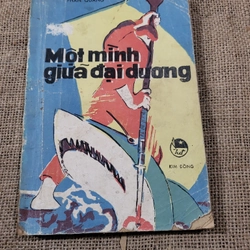 Một mình
giữa đại dương
KIM ĐỒNG